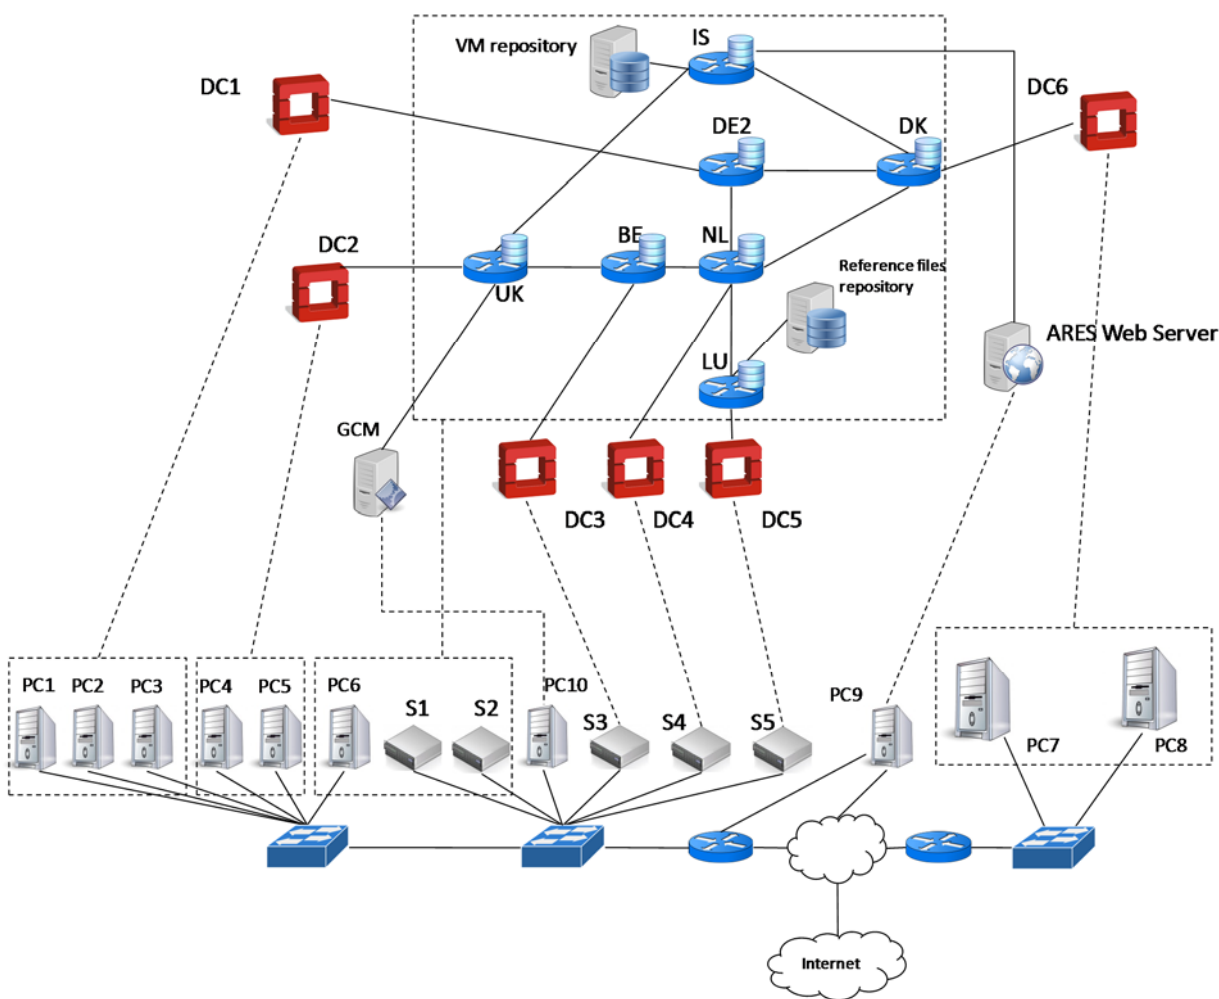 IS
VM repository
DC1
DC6
DE2
DK
DC2
BE
NL
Reference files
repository
UK
ARES Web Server
LU
GCM
DC3
DC4
DC5
PC1
PC2
PC3
PC4
PC5
PC6
S1
S2
PC10
S3
S4
S5
PC9
PC7
PC8
Internet